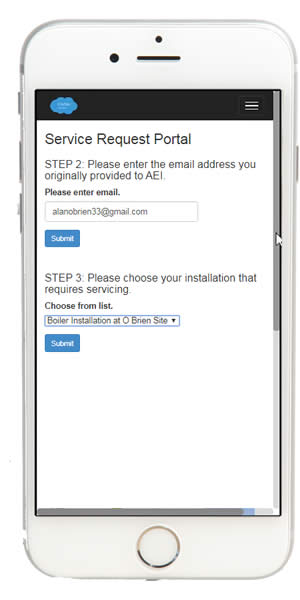 Service Request Portal
STEP 2: Please enter the email address you
originally provided to AEI.
Please enter email.
alanobrien33@gmail.com
Submit
STEP 3: Please choose your installation that
requires servicing.
Choose from list.
Boiler Installation at O Brien Site
Submit